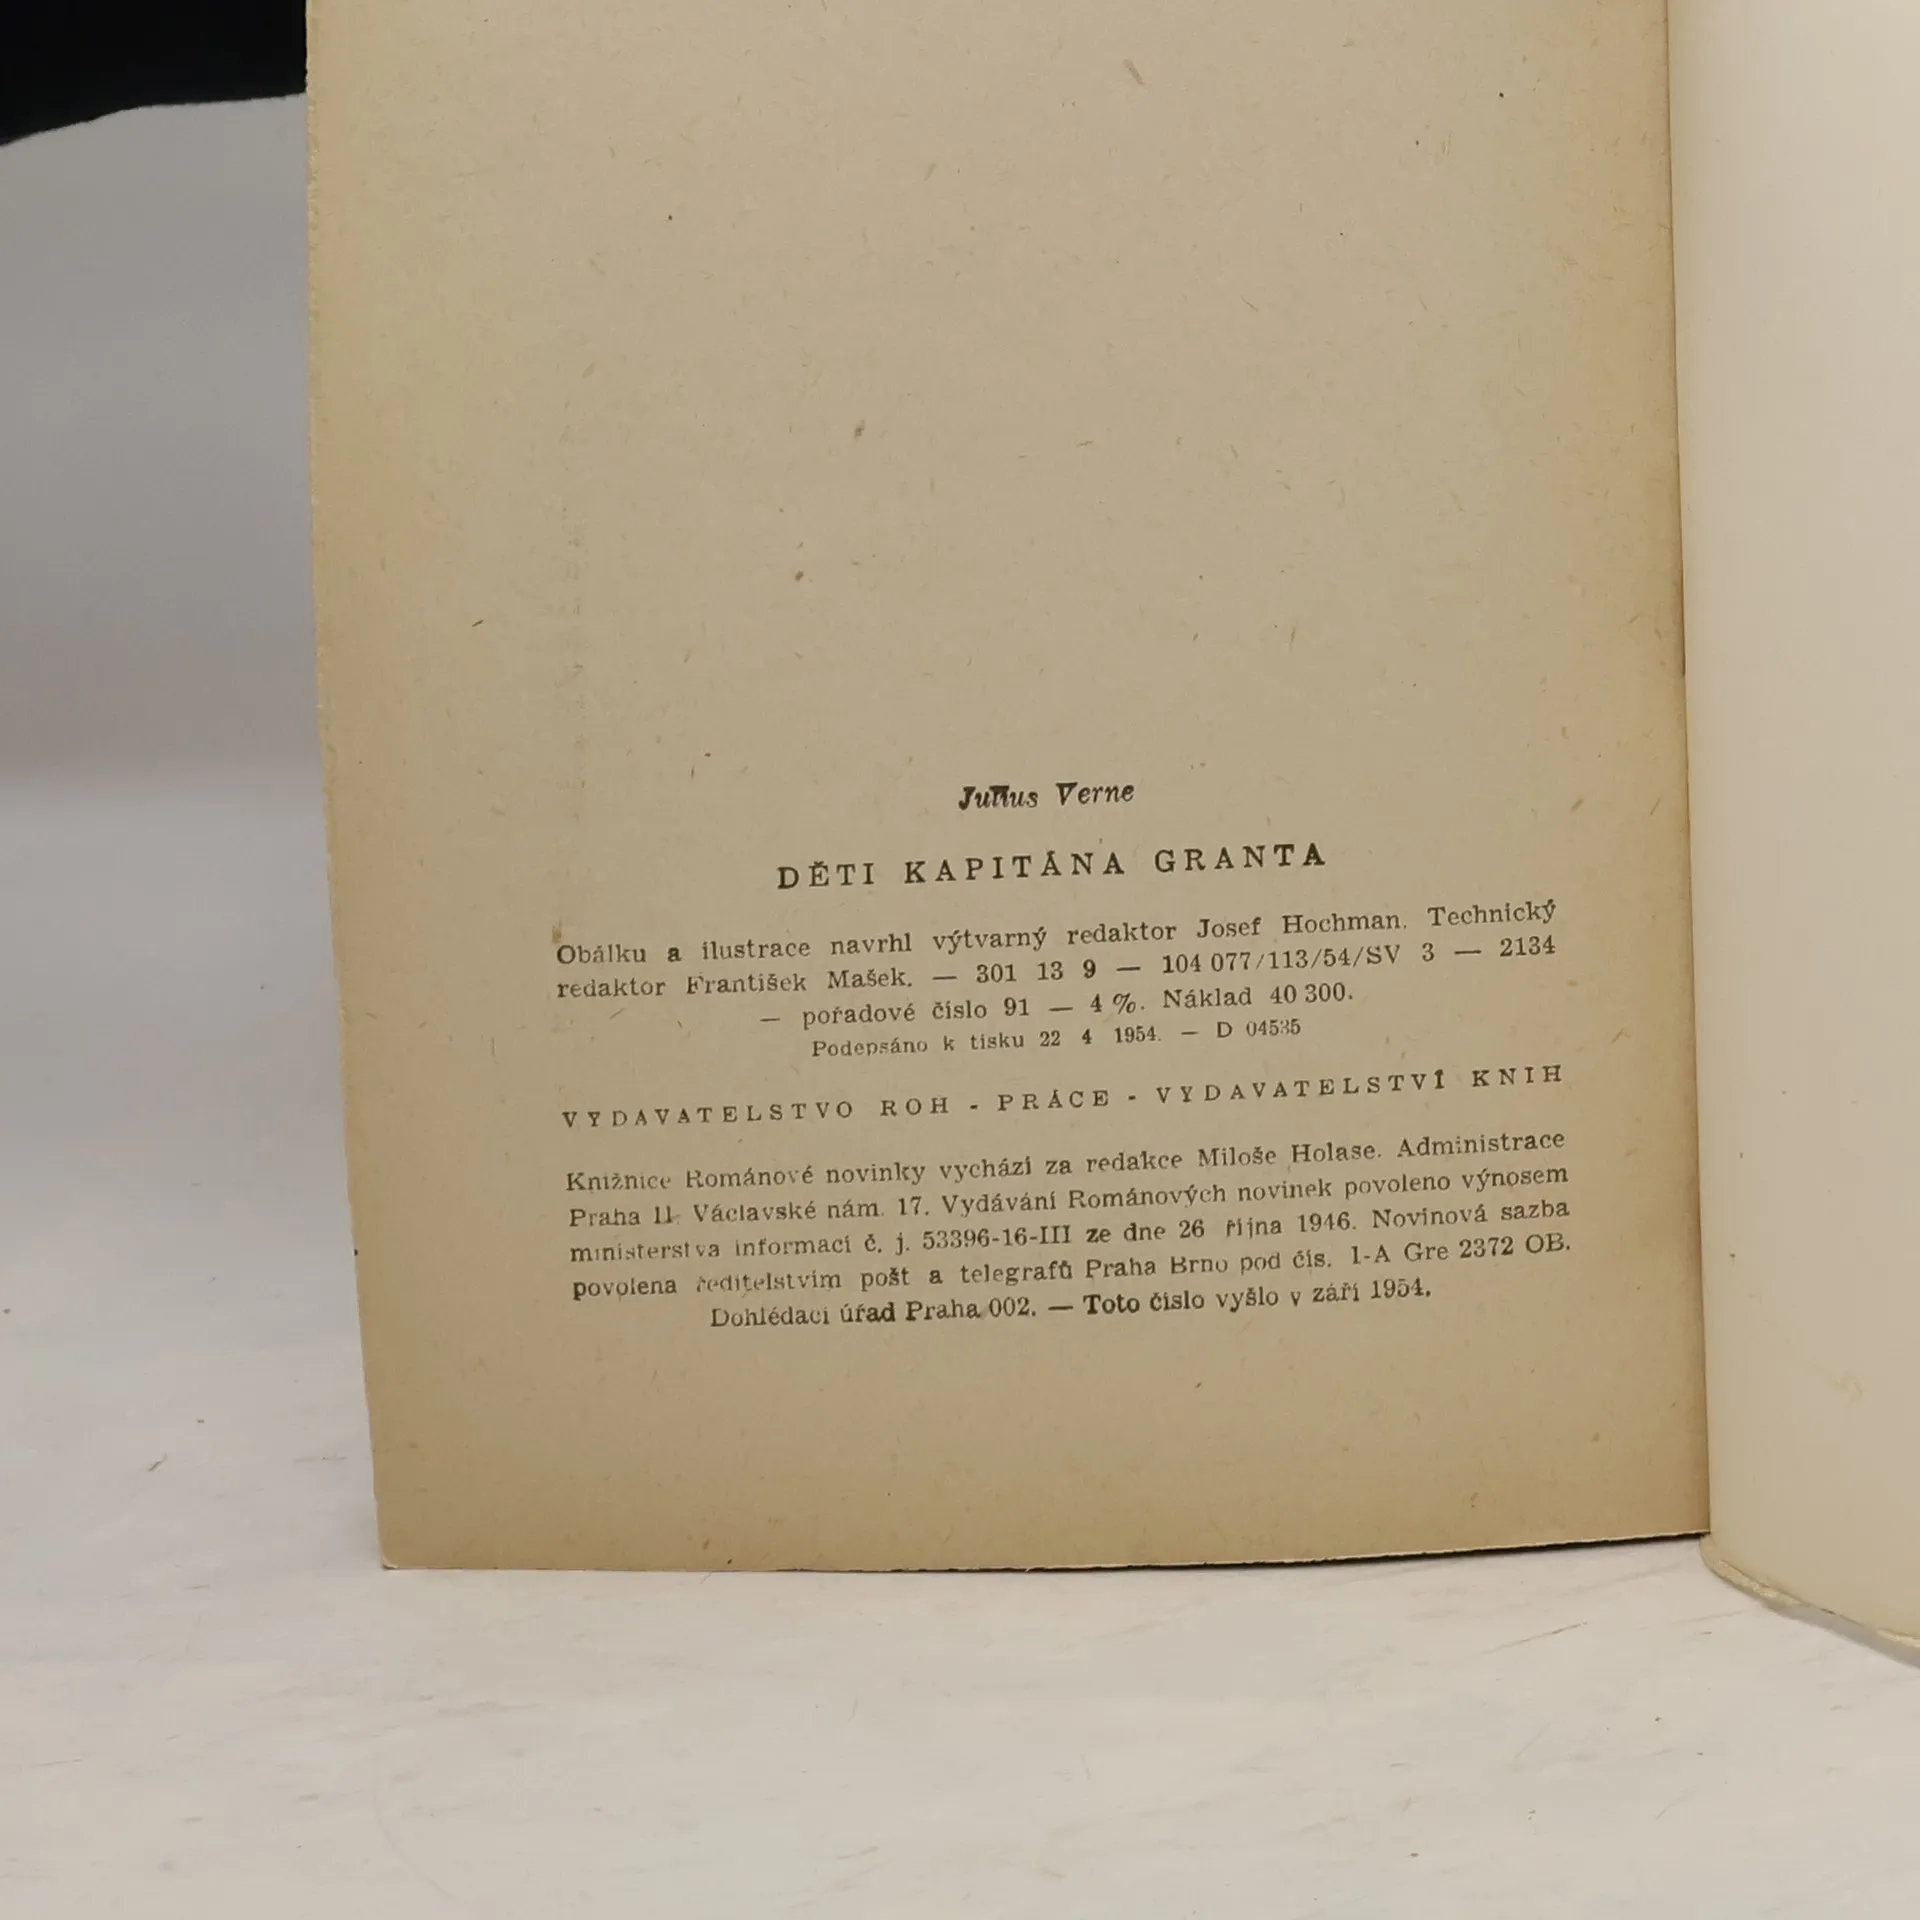 Julius Verne
DĚTI KAPITÁNA GRANTA
Obálku a ilustrace navrhl výtvarný redaktor Josef Hochman. Technický
redaktor František Mašek. — 301 13 9 — 104 077/113/54/SV 3 — 2134
— pořadové číslo 91 — 4 %. Náklad 40 300.
Podepsáno k tisku 22 4 1954. — D 04535
VYDAVATELSTVO ROH - PRÁCE - VYDAVATELSTVÍ KNIH
Knižnice Románové novinky vychází za redakce Miloše Holase. Administrace
Praha II. Václavské nám. 17. Vydávání Románových novinek povoleno výnosem
ministerstva informací č. j. 53396-16-III ze dne 26 října 1946. Novinová sazba
povolena ředitelstvím pošt a telegrafů Praha Brno pod čís. I-A Gre 2372 OB.
Dohlédací úřad Praha 002. — Toto číslo vyšlo v září 1954.